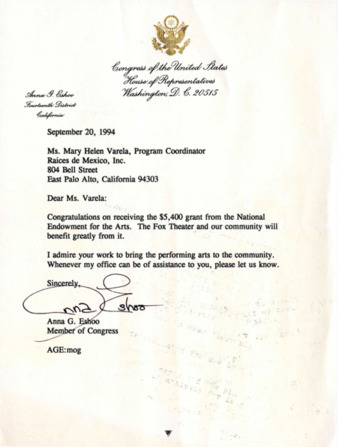 Congress of the United States
House of Representatives
Washington, D. C. 20515
Anna G. Eshoo
Fourteenth District
California
September 20, 1994
Ms. Mary Helen Varela, Program Coordinator
Raices de Mexico, Inc.
804 Bell Street
East Palo Alto, California 94303
Dear Ms. Varela:
Congratulations on receiving the $5,400 grant from the National
Endowment for the Arts. The Fox Theater and our community will
benefit greatly from it.
I admire your work to bring the performing arts to the community.
Whenever my office can be of assistance to you, please let us know.
Sincerely,
Anna Eshoo
Anna G. Eshoo
Member of Congress
AGE:mog